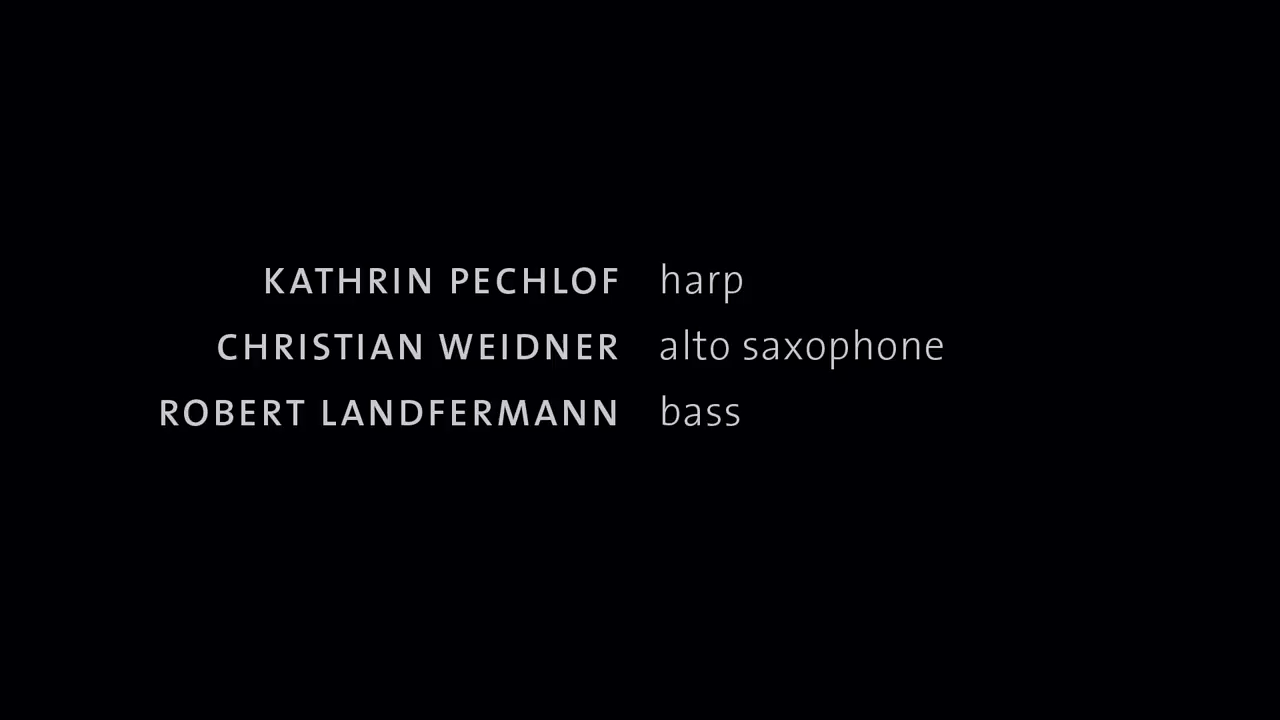 KATHRIN PECHLOF harp
CHRISTIAN WEIDNER alto saxophone
ROBERT LANDFERMANN bass